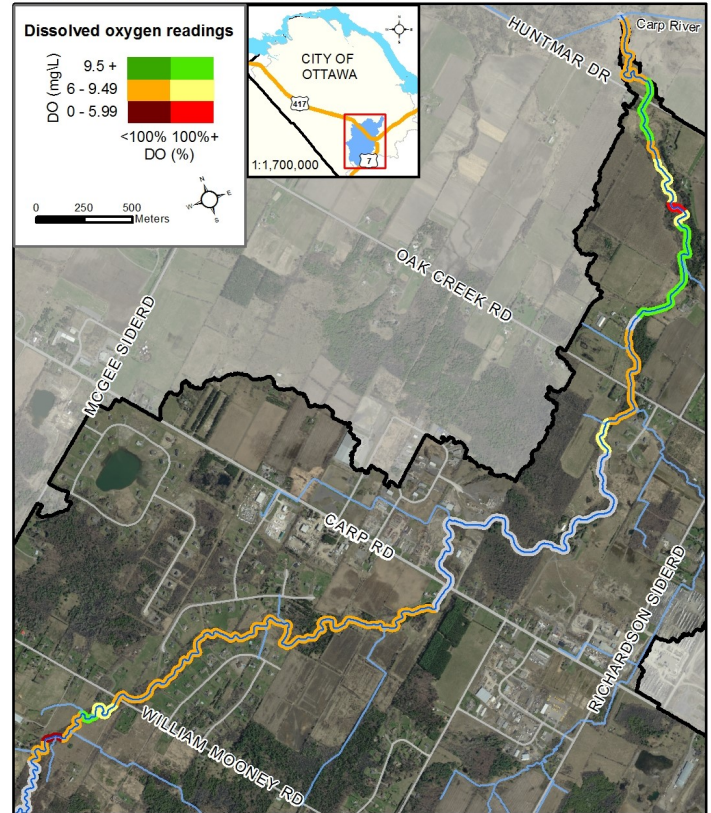 Dissolved oxygen readings
DO (mg\L)
9.5 +
6 - 9.49
0 - 5.99
<100% 100%+
DO (%)
N
W E
S
0 250 500
Meters
CITY OF
OTTAWA
417
7
1:1,700,000
HUNTMAR DR
Carp River
OAK CREEK RD
MCGEE SIDERD
CARP RD
RICHARDSON SIDERD
WILLIAM MOONEY RD